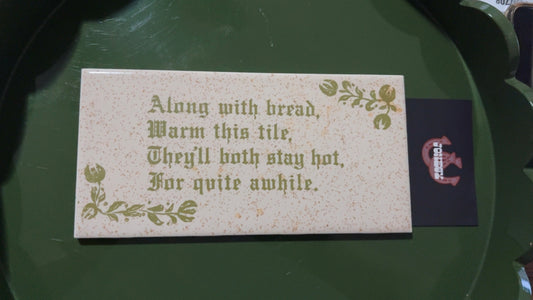 Along with bread,
Warm this tile,
They'll both stay hot,
For quite awhile.